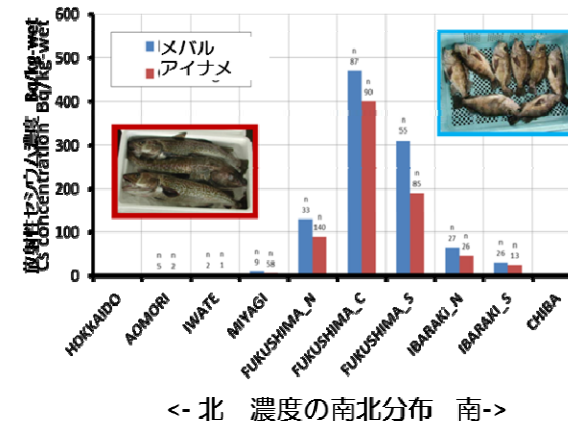 600
500
400
300
200
100
0
放射性セシウム濃度 Bq/kg-wet
Cs concentration Bq/kg-wet
メバル
アイナメ
n 5
n 2
n 2
n 1
n 9
n 58
n 33
n 140
n 87
n 90
n 55
n 85
n 27
n 26
n 26
n 13
HOKKAIDO
AOMORI
IWATE
MIYAGI
FUKUSHIMA_N
FUKUSHIMA_C
FUKUSHIMA_S
IBARAKi_N
IBARAKI_S
CHIBA
<- 北 濃度の南北分布 南->